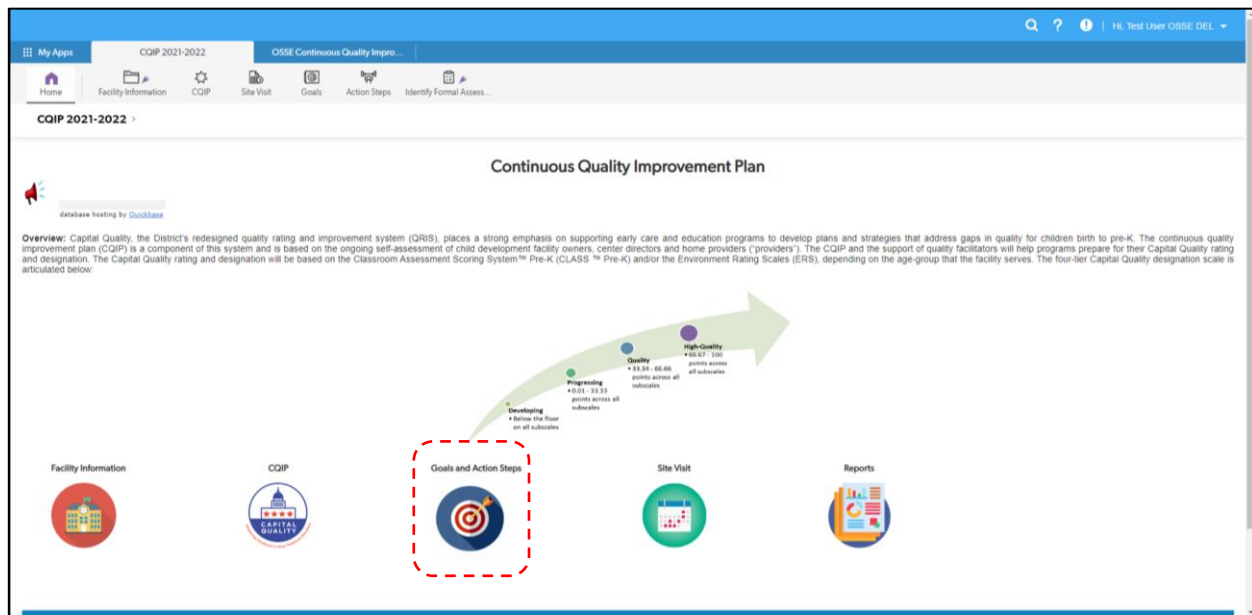 Hi, Test User OSSE DEL
My Apps
CQIP 2021-2022
OSSE Continuous Quality Impro...
Home
Facility Information
CQIP
Site Visit
Goals
Action Steps
Identify Formal Assess...
CQIP 2021-2022 >
Continuous Quality Improvement Plan
database hosting by Quickbase
Overview: Capital Quality, the District's redesigned quality rating and improvement system (QRIS), places a strong emphasis on supporting early care and education programs to develop plans and strategies that address gaps in quality for children birth to pre-K. The continuous quality
improvement plan (CQIP) is a component of this system and is based on the ongoing self-assessment of child development facility owners, center directors and home providers ("providers"). The CQIP and the support of quality facilitators will help programs prepare for their Capital Quality rating
and designation. The Capital Quality rating and designation will be based on the Classroom Assessment Scoring System™ Pre-K (CLASS ™ Pre-K) and/or the Environment Rating Scales (ERS), depending on the age-group that the facility serves. The four-tier Capital Quality designation scale is
articulated below:
High-Quality
• 66.67 - 100
points across
all subscales
Quality
• 33.34 - 66.66
points across all
subscales
Progressing
• 0.01 - 33.33
points across all
subscales
Developing
• Below the floor
on all subscales
Facility Information
CQIP
Goals and Action Steps
Site Visit
Reports
CAPITAL
QUALITY